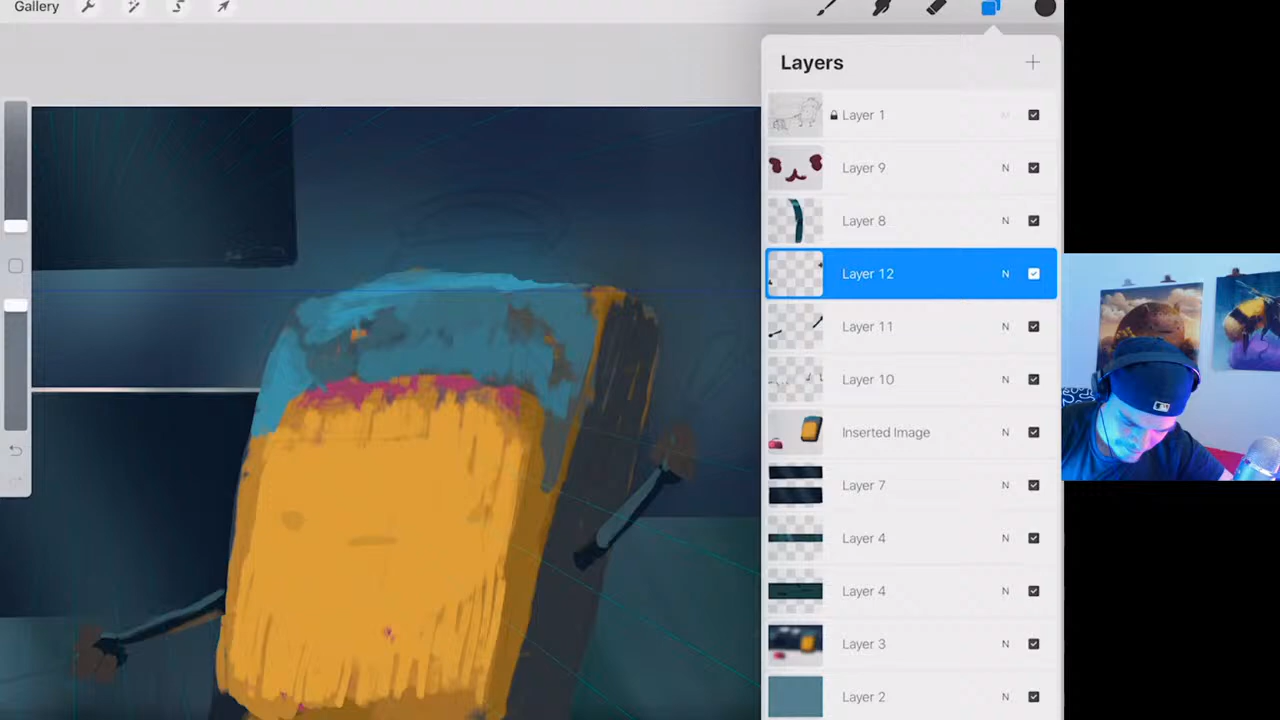 Gallery
Layers
Layer 1
Layer 9
N
Layer 8
N
Layer 12
N
Layer 11
N
Layer 10
N
Inserted Image
N
Layer 7
N
Layer 4
N
Layer 4
N
Layer 3
N
Layer 2
N